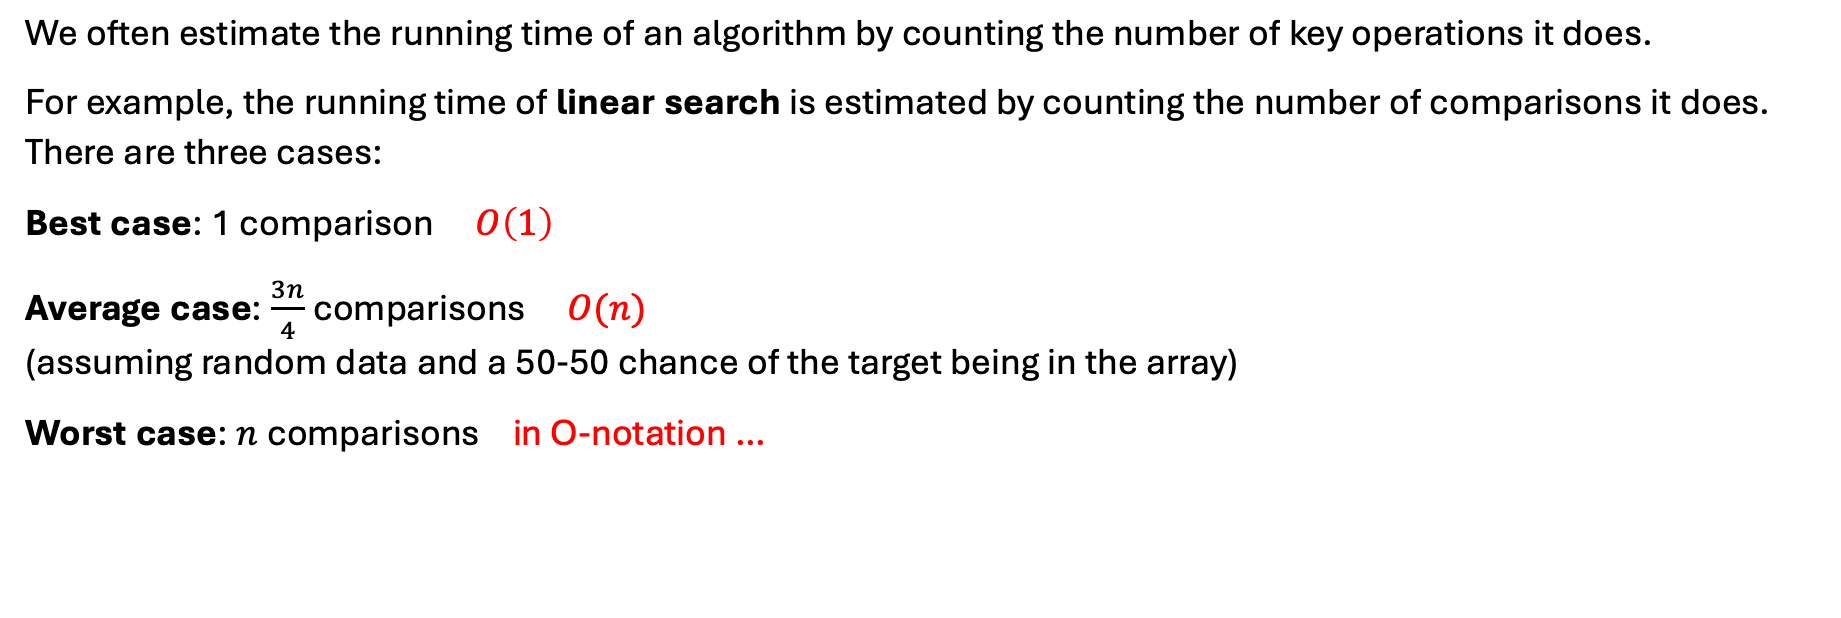 We often estimate the running time of an algorithm by counting the number of key operations it does.
For example, the running time of linear search is estimated by counting the number of comparisons it does.
There are three cases:
Best case: 1 comparison O(1)
Average case: 3n/4 comparisons O(n)
(assuming random data and a 50-50 chance of the target being in the array)
Worst case: n comparisons in O-notation ...